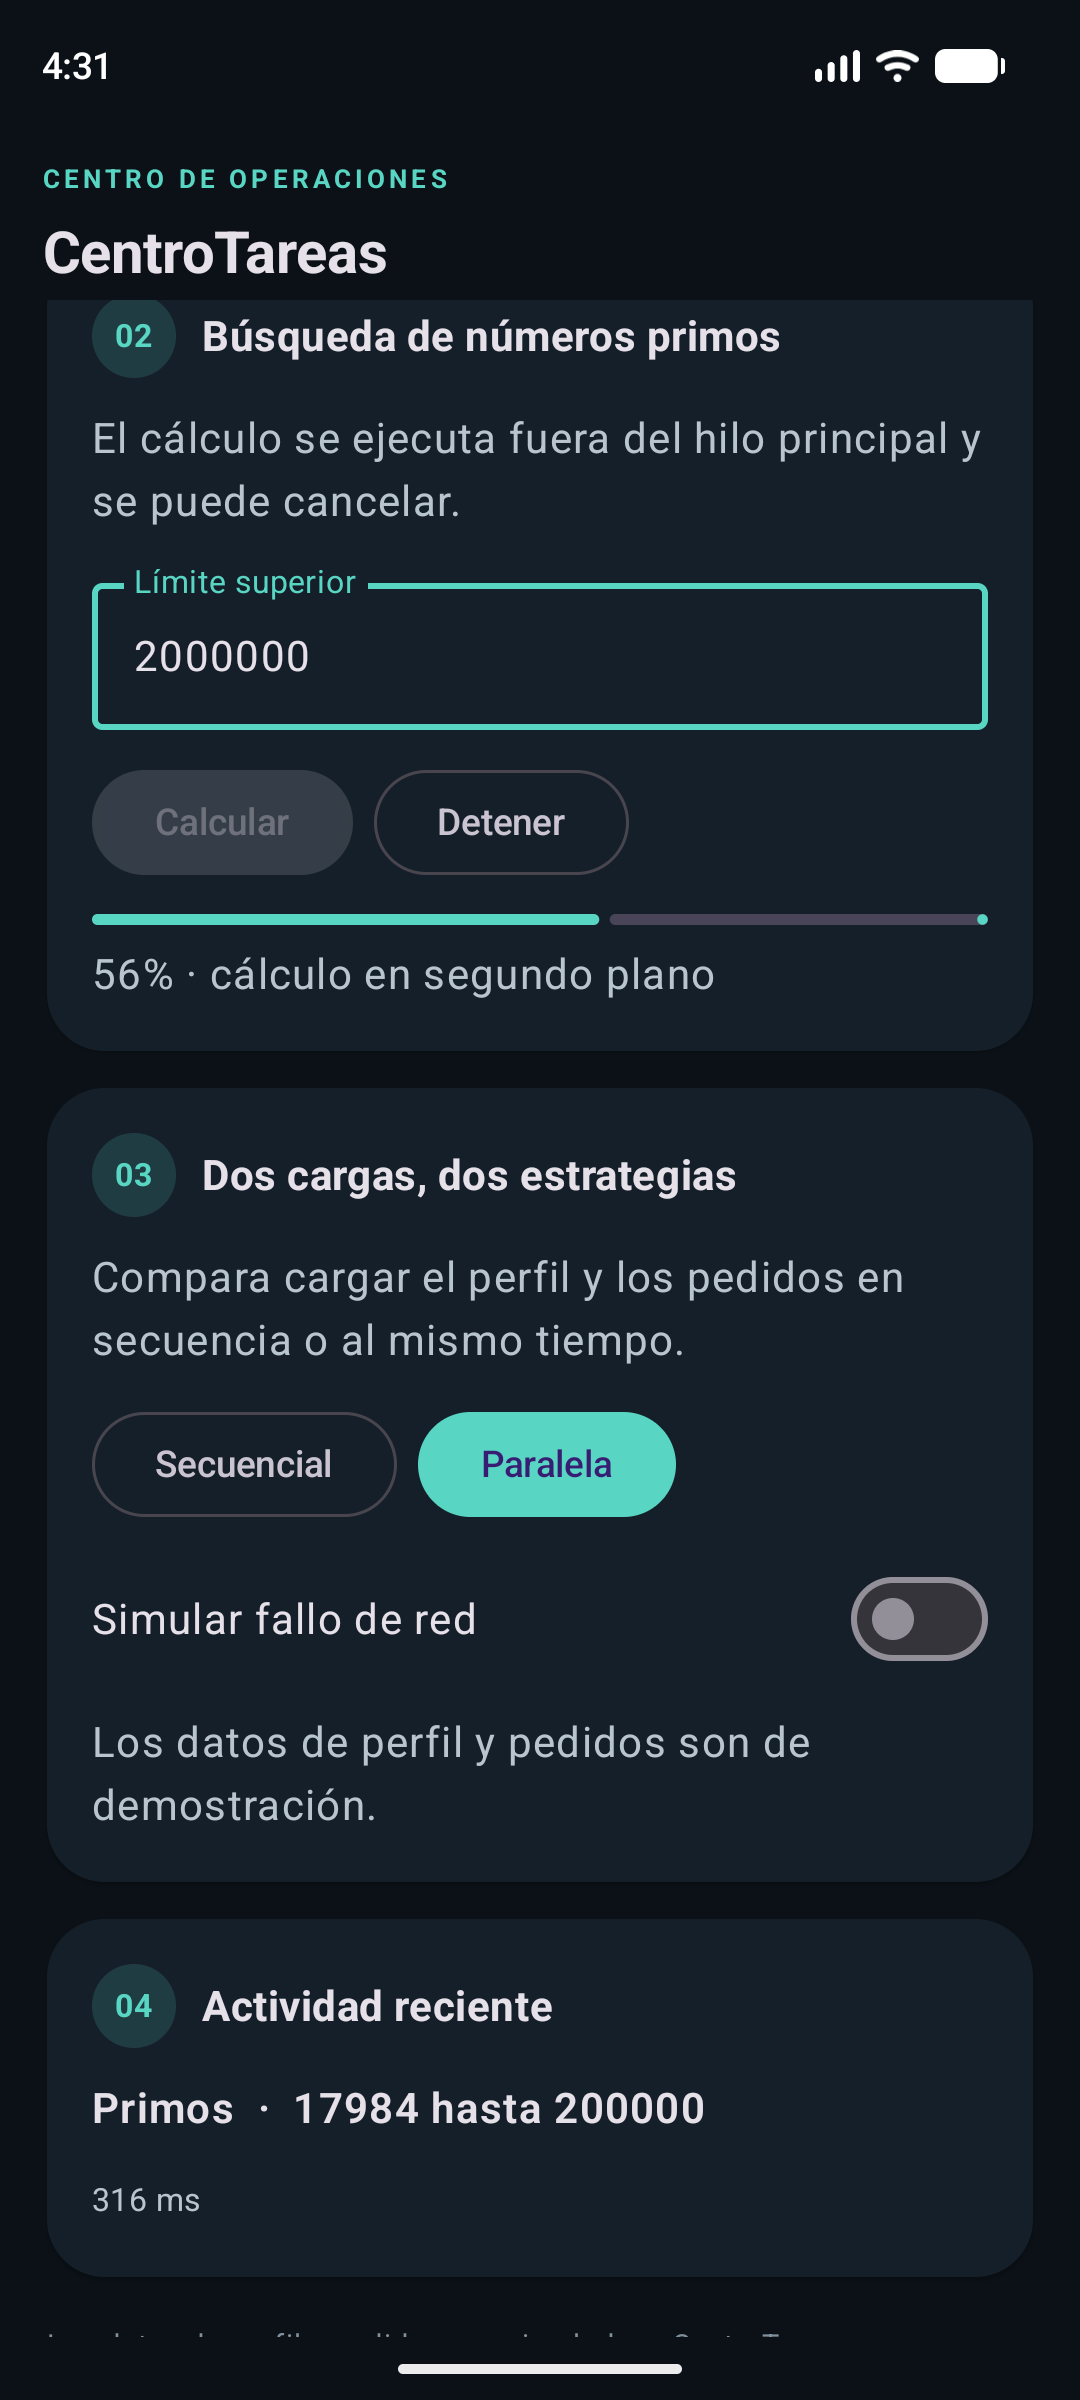 4:31
CENTRO DE OPERACIONES
CentroTareas
02 Búsqueda de números primos
El cálculo se ejecuta fuera del hilo principal y
se puede cancelar.
Límite superior
2000000
Calcular Detener
56% · cálculo en segundo plano
03 Dos cargas, dos estrategias
Compara cargar el perfil y los pedidos en
secuencia o al mismo tiempo.
Secuencial Paralela
Simular fallo de red
Los datos de perfil y pedidos son de
demostración.
04 Actividad reciente
Primos · 17984 hasta 200000
316 ms